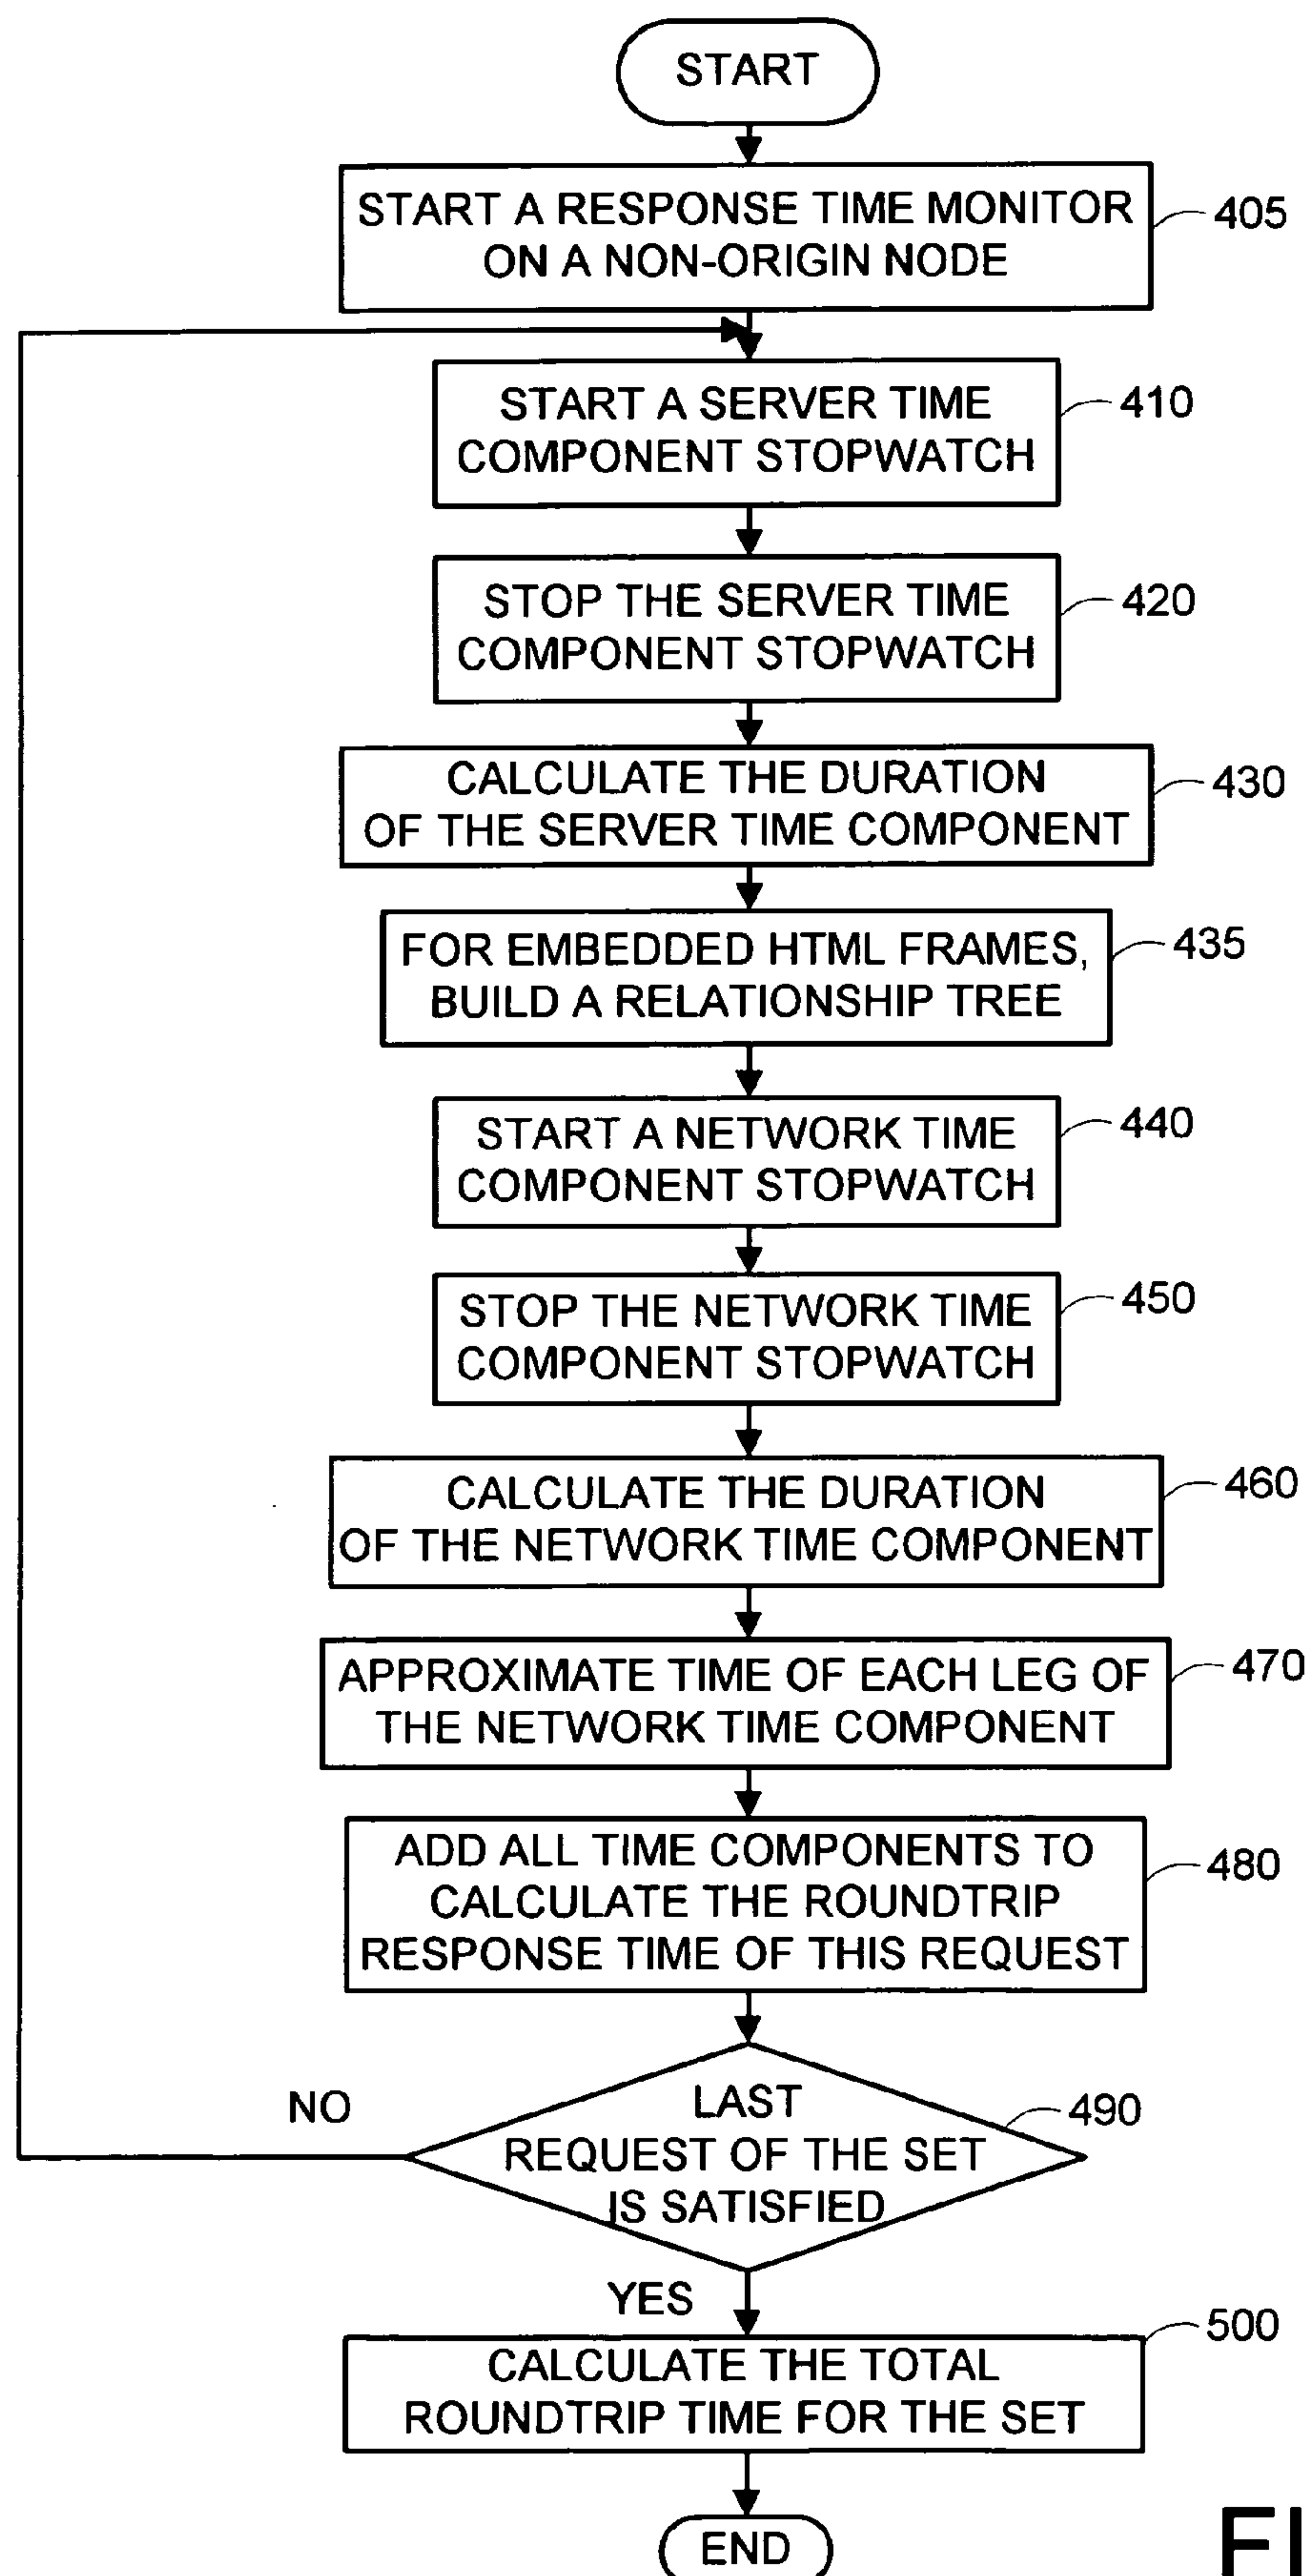 START
START A RESPONSE TIME MONITOR
ON A NON-ORIGIN NODE
405
START A SERVER TIME
COMPONENT STOPWATCH
410
STOP THE SERVER TIME
COMPONENT STOPWATCH
420
CALCULATE THE DURATION
OF THE SERVER TIME COMPONENT
430
FOR EMBEDDED HTML FRAMES,
BUILD A RELATIONSHIP TREE
435
START A NETWORK TIME
COMPONENT STOPWATCH
440
STOP THE NETWORK TIME
COMPONENT STOPWATCH
450
CALCULATE THE DURATION
OF THE NETWORK TIME COMPONENT
460
APPROXIMATE TIME OF EACH LEG OF
THE NETWORK TIME COMPONENT
470
ADD ALL TIME COMPONENTS TO
CALCULATE THE ROUNDTRIP
RESPONSE TIME OF THIS REQUEST
480
NO
LAST
REQUEST OF THE SET
IS SATISFIED
490
YES
CALCULATE THE TOTAL
ROUNDTRIP TIME FOR THE SET
500
END